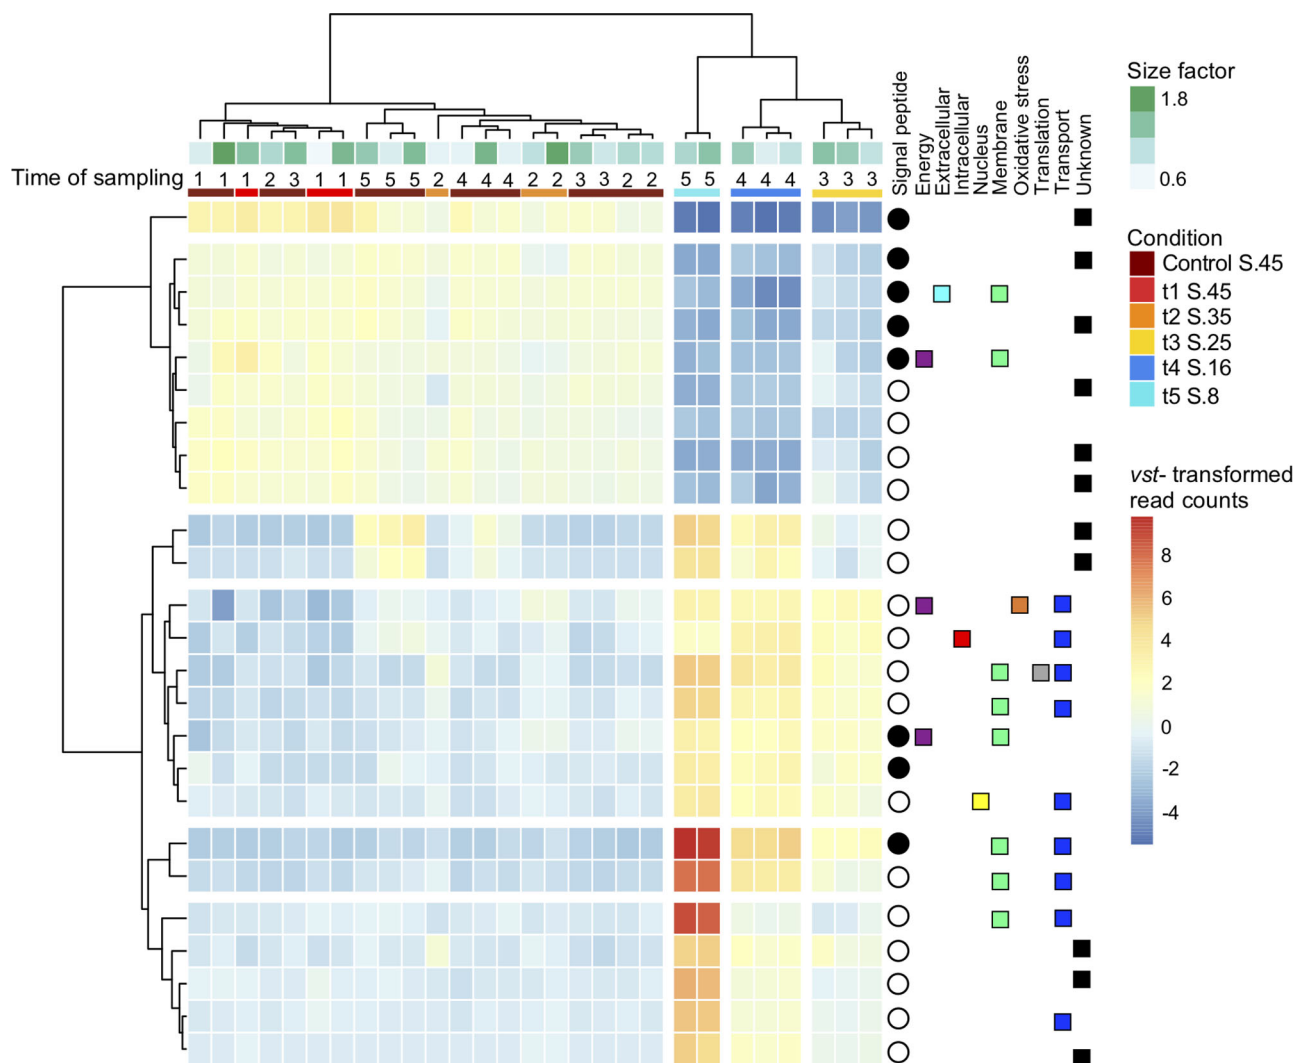 Signal peptide
Energy
Extracellular
Intracellular
Nucleus
Membrane
Oxidative stress
Translation
Transport
Unknown
Time of sampling
1 1 1 2 3 1 1 5 5 5 2 4 4 4 2 2 3 3 2 2 5 5 4 4 4 3 3 3
Size factor
1.8
0.6
Condition
Control S.45
t1 S.45
t2 S.35
t3 S.25
t4 S.16
t5 S.8
vst- transformed
read counts
8
6
4
2
0
-2
-4